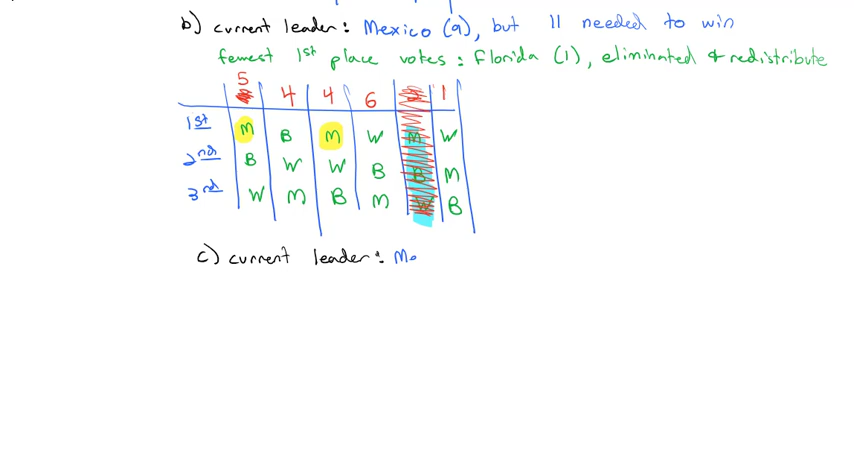 b) current leader: Mexico (9), but 11 needed to win
fewest 1st place votes: Florida (1), eliminated & redistribute
5 4 4 6 1
1st M B M W M W
2nd B W W B B M
3rd W M B M W B
c) current leader: Me